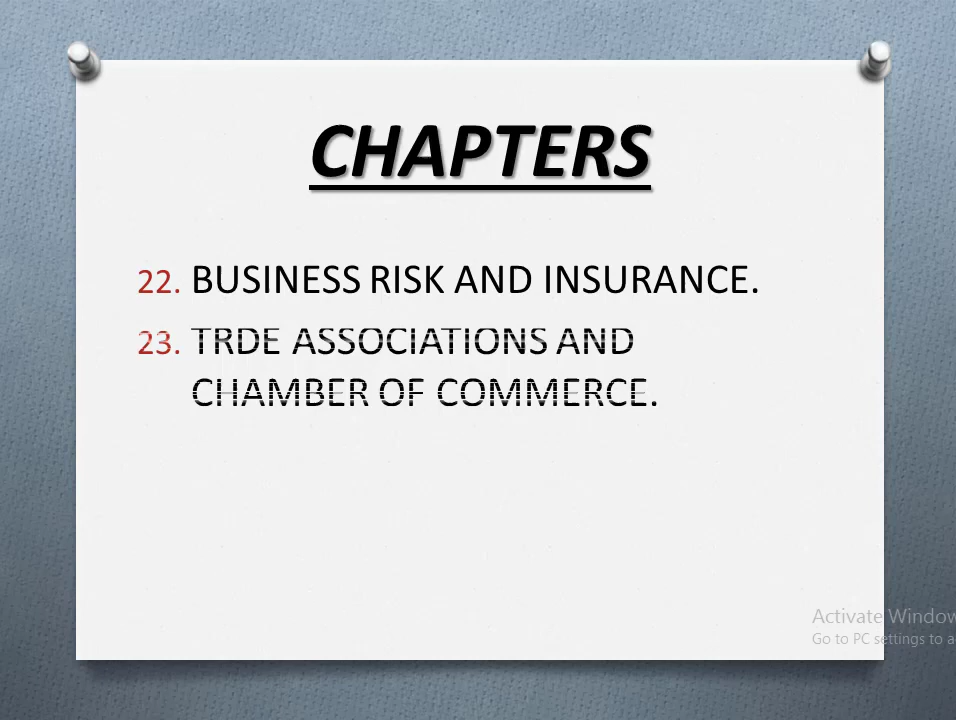 CHAPTERS
22. BUSINESS RISK AND INSURANCE.
23. TRDE ASSOCIATIONS AND
CHAMBER OF COMMERCE.
Activate Window
Go to PC settings to a